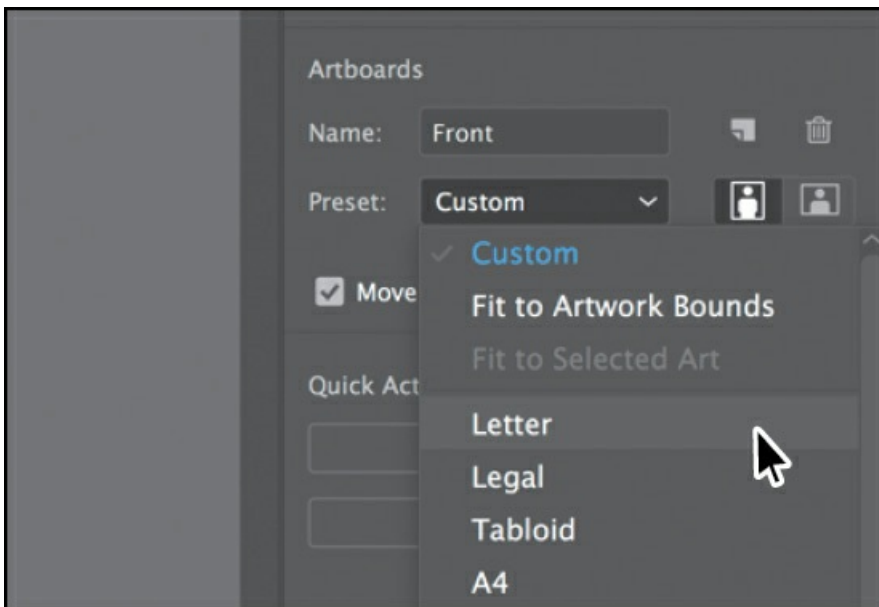 Artboards
Name: Front
Preset: Custom
Custom
Move
Fit to Artwork Bounds
Fit to Selected Art
Quick Act
Letter
Legal
Tabloid
A4